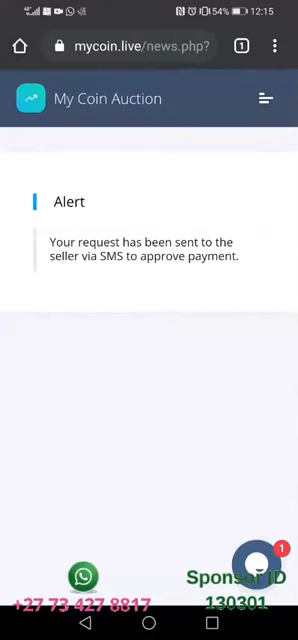 54% 12:15
mycoin.live/news.php?
1
My Coin Auction
Alert
Your request has been sent to the
seller via SMS to approve payment.
1
Sponsor ID
+27 73 427 8817
130301